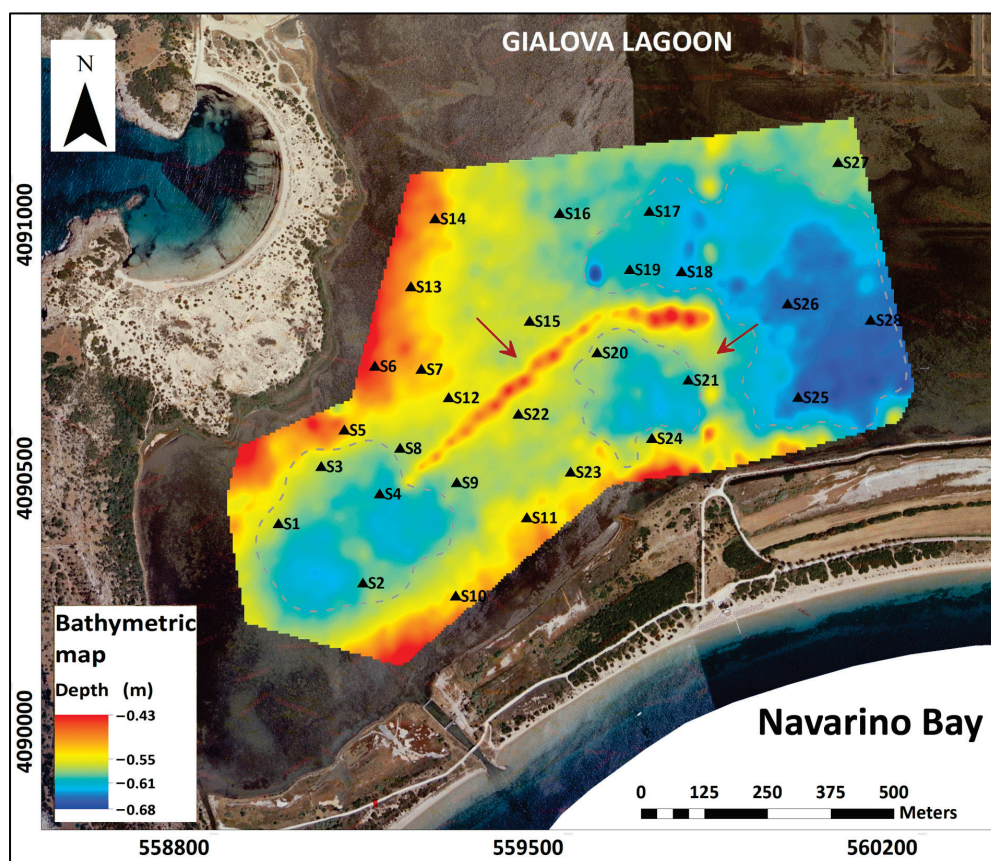 GIALOVA LAGOON
N
S27
S14
S16
S17
S19
S18
S13
S26
S15
S28
S6
S7
S20
S21
S12
S22
S25
S5
S8
S24
S3
S9
S23
S4
S1
S11
S2
S10
Bathymetric
map
Depth (m)
−0.43
−0.55
−0.61
−0.68
Navarino Bay
0 125 250 375 500
Meters
4091000
4090500
4090000
558800 559500 560200